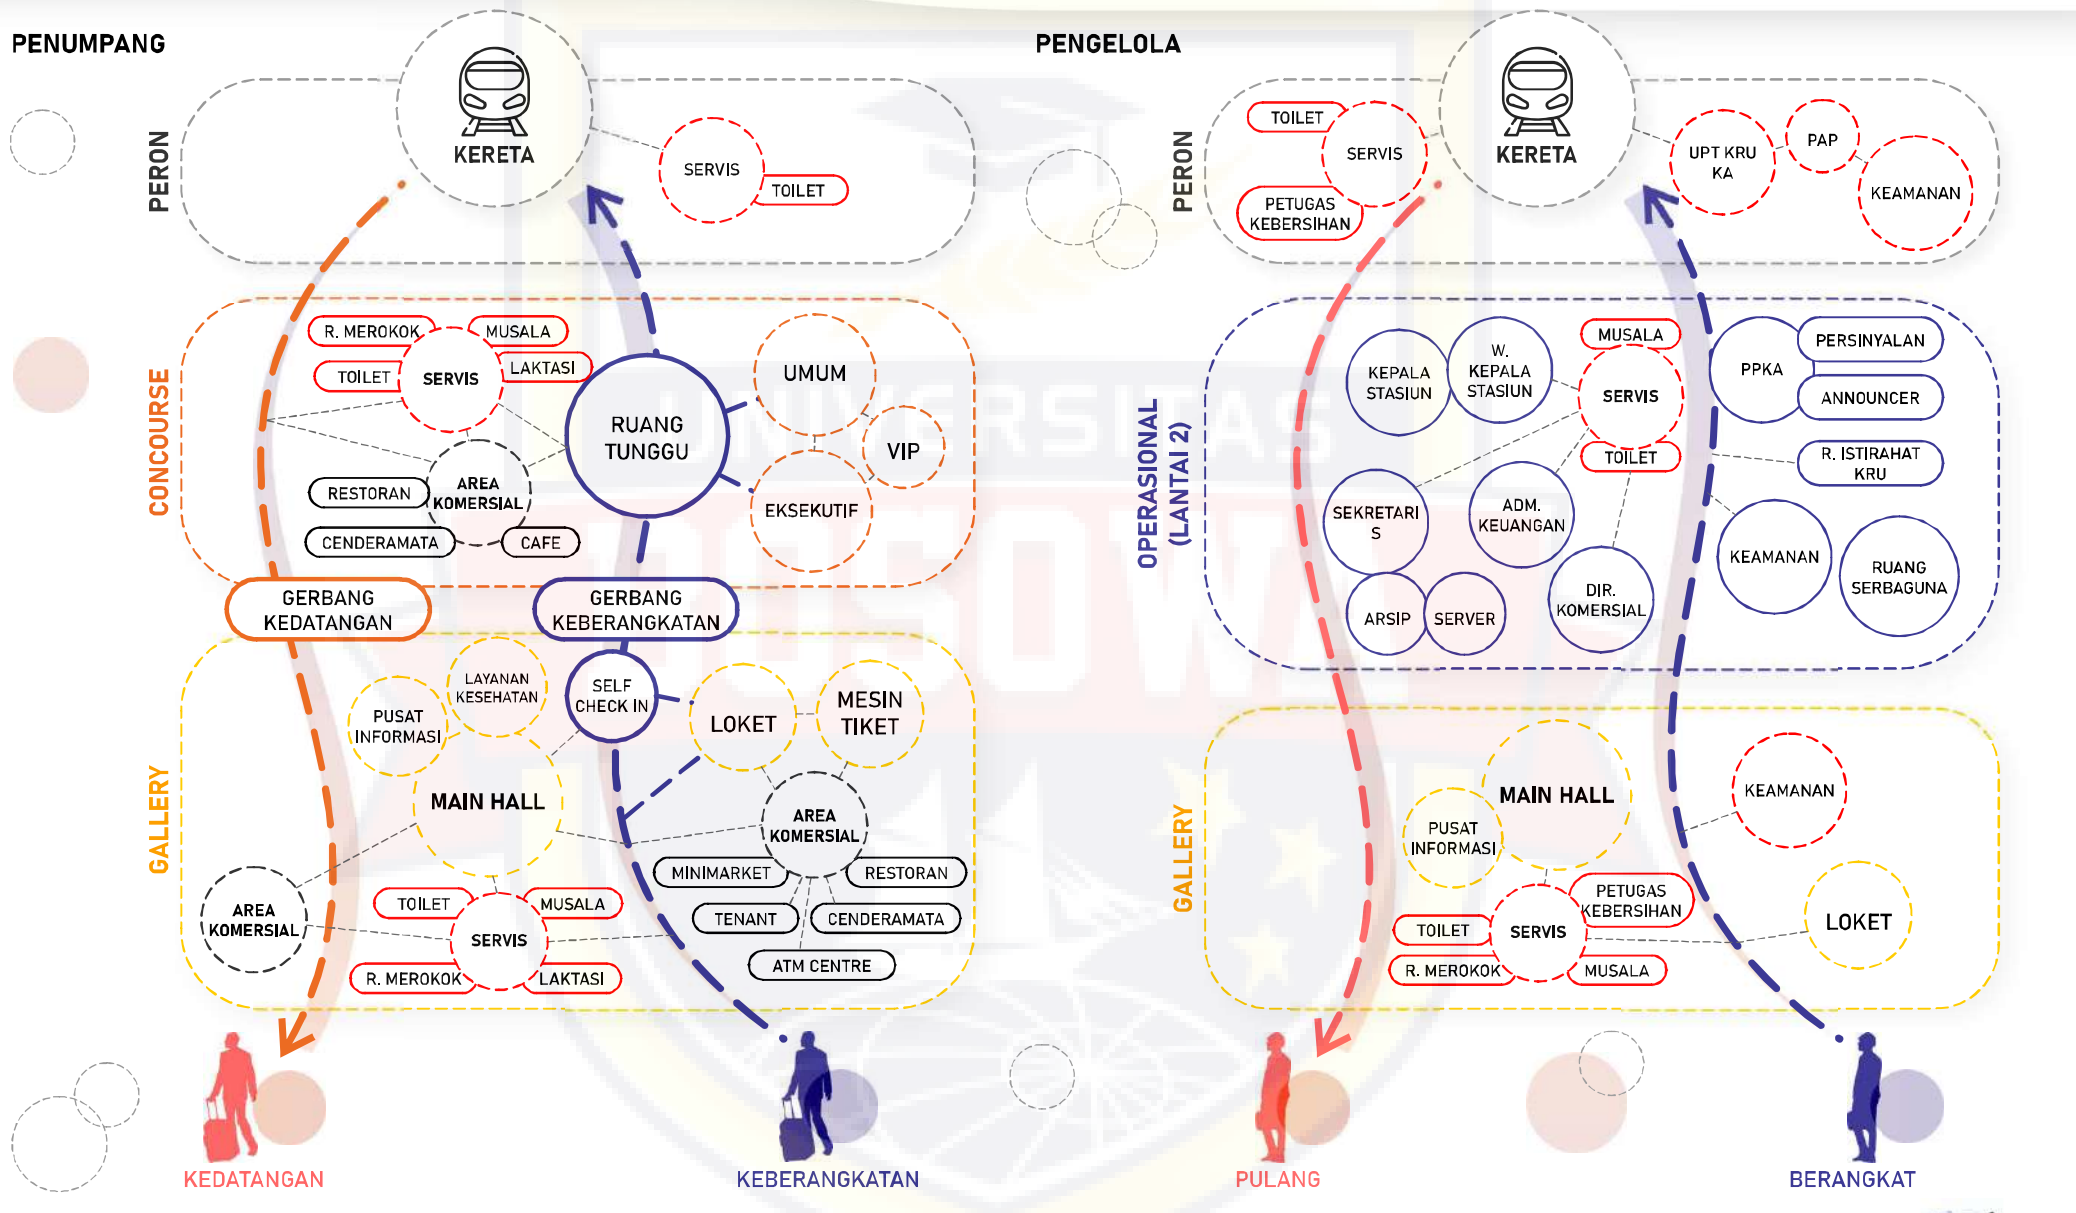 PENUMPANG
PERON
KERETA
SERVIS
TOILET
CONCOURSE
R. MEROKOK
MUSALA
TOILET
SERVIS
LAKTASI
RUANG
TUNGGU
UMUM
VIP
EKSEKUTIF
RESTORAN
AREA
KOMERSIAL
CENDERAMATA
CAFE
GERBANG
KEDATANGAN
GERBANG
KEBERANGKATAN
GALLERY
LAYANAN
KESEHATAN
PUSAT
INFORMASI
SELF
CHECK IN
LOKET
MESIN
TIKET
MAIN HALL
AREA
KOMERSIAL
MINIMARKET
RESTORAN
TENANT
CENDERAMATA
ATM CENTRE
AREA
KOMERSIAL
TOILET
MUSALA
SERVIS
R. MEROKOK
LAKTASI
KEDATANGAN
KEBERANGKATAN
PENGELOLA
PERON
TOILET
SERVIS
PETUGAS
KEBERSIHAN
KERETA
UPT KRU
KA
PAP
KEAMANAN
OPERASIONAL
(LANTAI 2)
KEPALA
STASIUN
W.
KEPALA
STASIUN
MUSALA
SERVIS
TOILET
PPKA
PERSINYALAN
ANNOUNCER
R. ISTIRAHAT
KRU
SEKRETARI
S
ADM.
KEUANGAN
KEAMANAN
RUANG
SERBAGUNA
ARSIP
SERVER
DIR.
KOMERSIAL
GALLERY
MAIN HALL
PUSAT
INFORMASI
KEAMANAN
PETUGAS
KEBERSIHAN
TOILET
SERVIS
R. MEROKOK
MUSALA
LOKET
PULANG
BERANGKAT
UNIVERSITAS
BOSOWA